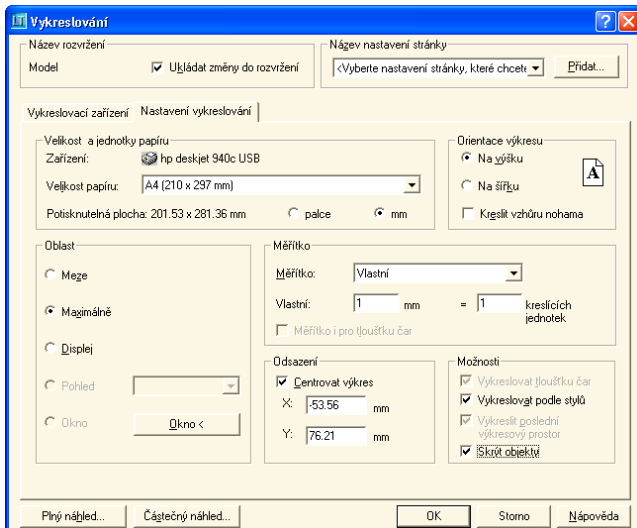 LT Vykreslování
Název rozvržení
Model
Ukládat změny do rozvržení
Název nastavení stránky
<Vyberte nastavení stránky, které chcete
Přidat...
Vykreslovací zařízení
Nastavení vykreslování
Velikost a jednotky papíru
Zařízení: hp deskjet 940c USB
Velikost papíru: A4 (210 x 297 mm)
Potisknutelná plocha: 201.53 x 281.36 mm
palce
mm
Orientace výkresu
Na výšku
Na šířku
Kreslit vzhůru nohama
A
Oblast
Meze
Maximálně
Displej
Pohled
Okno
Okno <
Měřítko
Měřítko: Vlastní
Vlastní: 1 mm = 1 kreslících
jednotek
Měřítko i pro tloušťku čar
Odsazení
Centrovat výkres
X: -53.56 mm
Y: 76.21 mm
Možnosti
Vykreslovat tloušťku čar
Vykreslovat podle stylů
Vykreslit poslední
výkresový prostor
Skrýt objekty
Plný náhled...
Částečný náhled...
OK
Storno
Nápověda